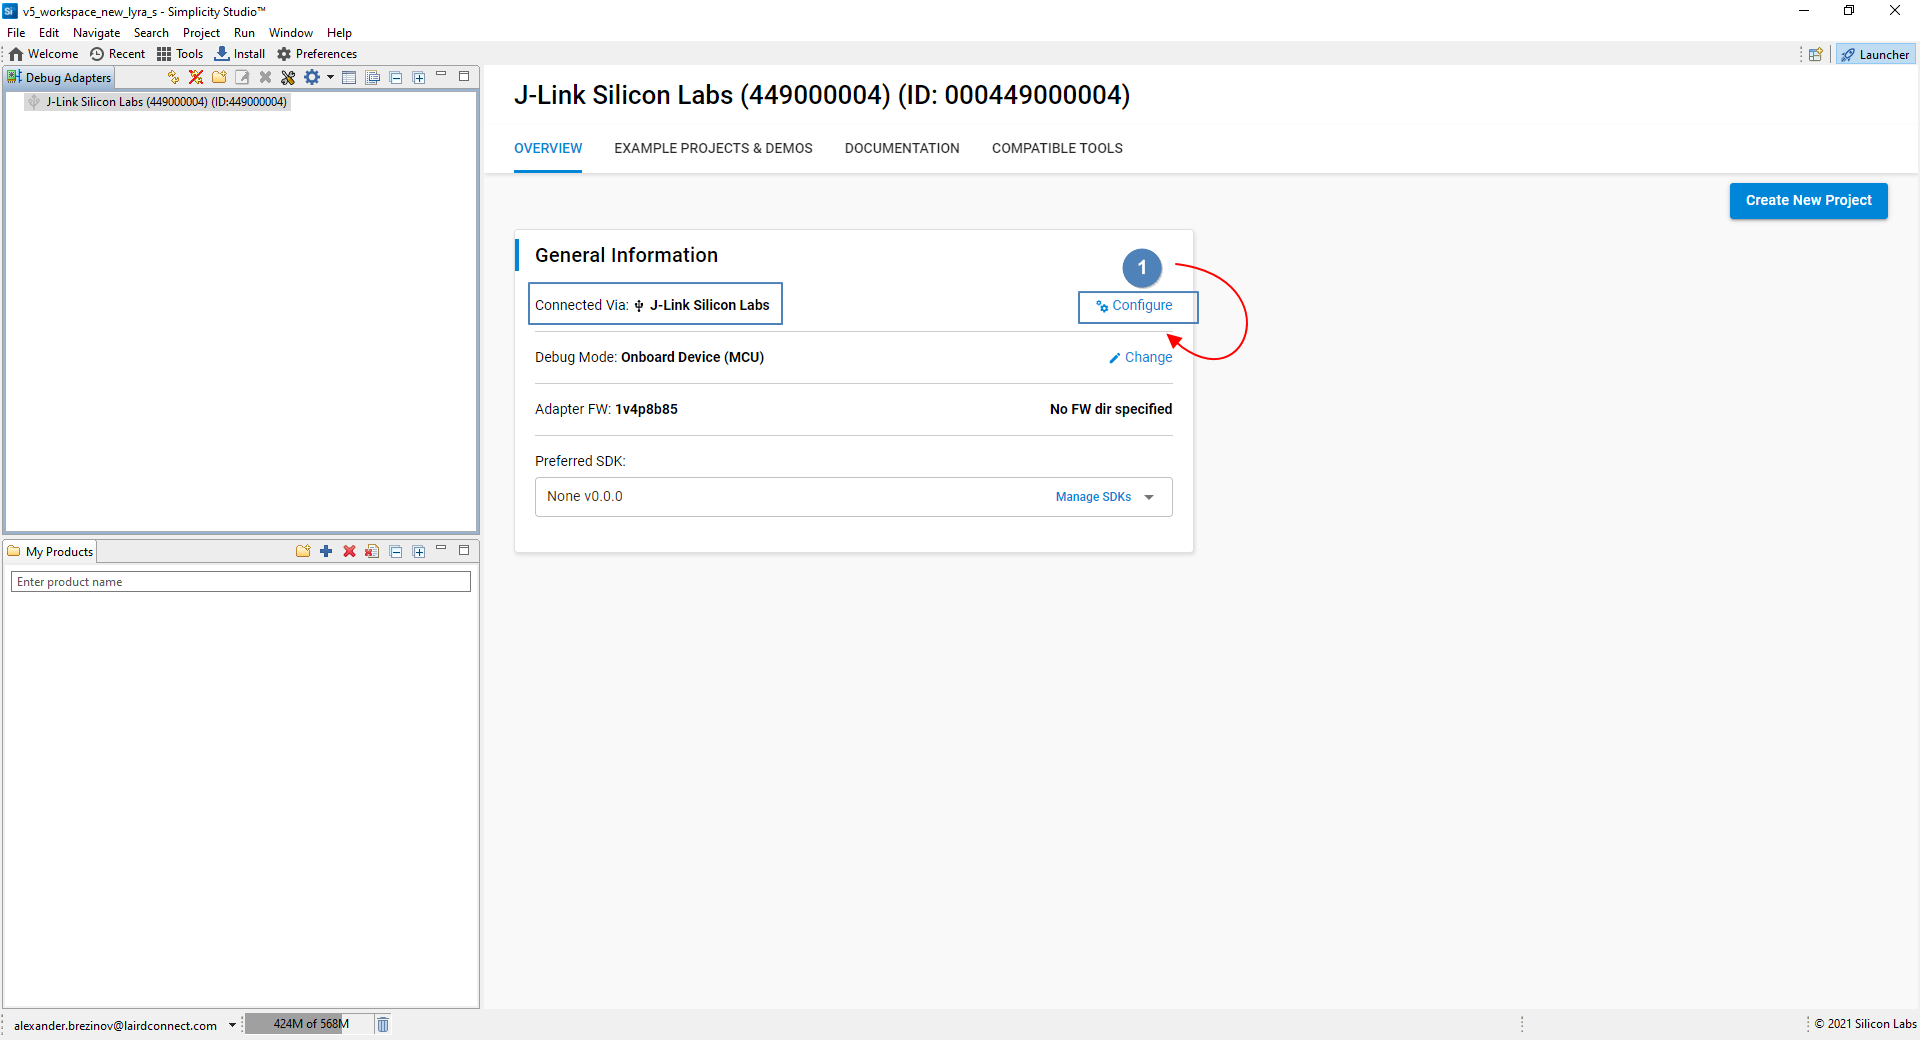 v5_workspace_new_lyra_s - Simplicity Studio™
File Edit Navigate Search Project Run Window Help
Welcome Recent Tools Install Preferences
Launcher
Debug Adapters
J-Link Silicon Labs (449000004) (ID:449000004)
J-Link Silicon Labs (449000004) (ID: 000449000004)
OVERVIEW EXAMPLE PROJECTS & DEMOS DOCUMENTATION COMPATIBLE TOOLS
Create New Project
General Information
1
Connected Via: J-Link Silicon Labs Configure
Debug Mode: Onboard Device (MCU) Change
Adapter FW: 1v4p8b85 No FW dir specified
Preferred SDK:
None v0.0.0 Manage SDKs
My Products
Enter product name
alexander.brezinov@lairdconnect.com 424M of 568M © 2021 Silicon Labs